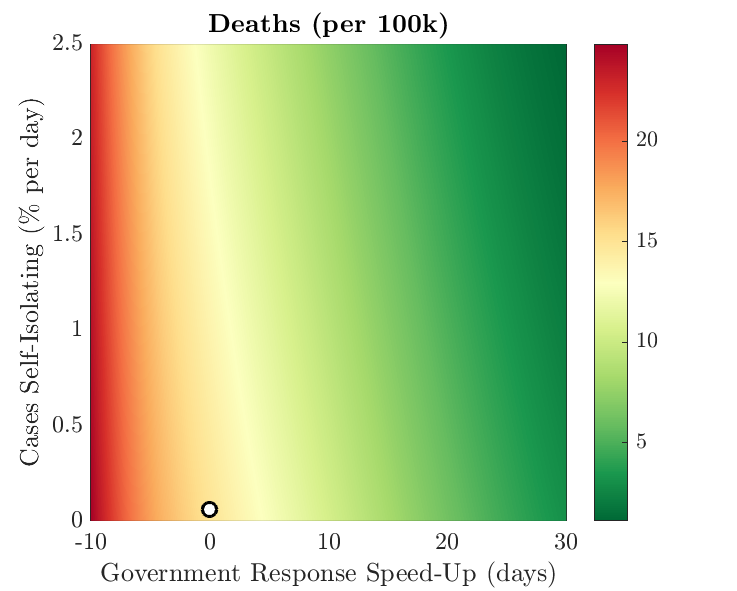 Deaths (per 100k)
2.5
2
1.5
1
0.5
0
Cases Self-Isolating (% per day)
-10 0 10 20 30
Government Response Speed-Up (days)
20
15
10
5